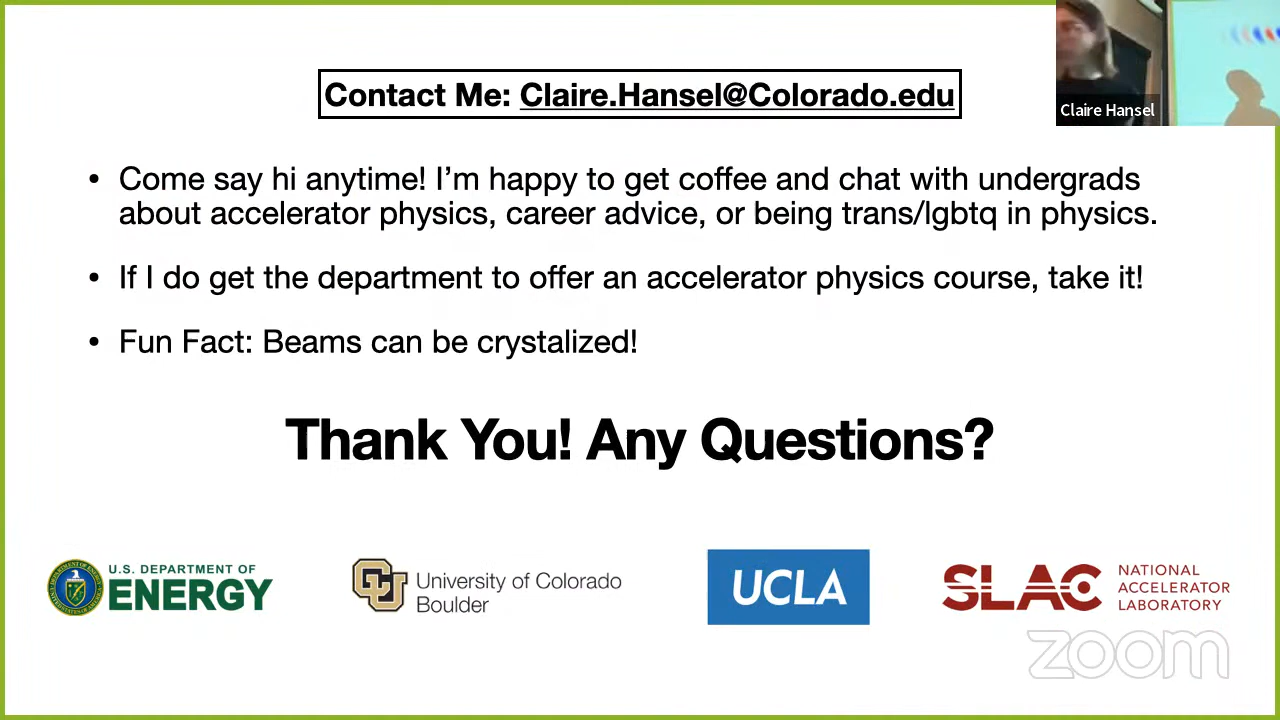 Contact Me: Claire.Hansel@Colorado.edu
Claire Hansel
• Come say hi anytime! I’m happy to get coffee and chat with undergrads
about accelerator physics, career advice, or being trans/lgbtq in physics.
• If I do get the department to offer an accelerator physics course, take it!
• Fun Fact: Beams can be crystalized!
Thank You! Any Questions?
U.S. DEPARTMENT OF
ENERGY
CU
University of Colorado
Boulder
UCLA
SLAC
NATIONAL
ACCELERATOR
LABORATORY
zoom